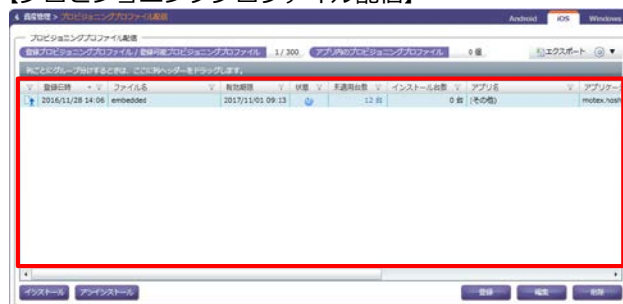 【プロビジョニングプロファイル配信】
資産管理 > プロビジョニングプロファイル配信
Android iOS Windows
プロビジョニングプロファイル配信
登録プロビジョニングプロファイル / 登録可能プロビジョニングプロファイル 1 / 300 アプリ内のプロビジョニングプロファイル 0 個 エクスポート
列ごとにグループ分けするときは、ここに列ヘッダーをドラッグします。
登録日時 ファイル名 有効期限 状態 未適用台数 インストール台数 アプリ名
2016/11/28 14:06 embedded 2017/11/01 09:13 12 台 0 台 (その他)
インストール アンインストール 登録 編集 削除